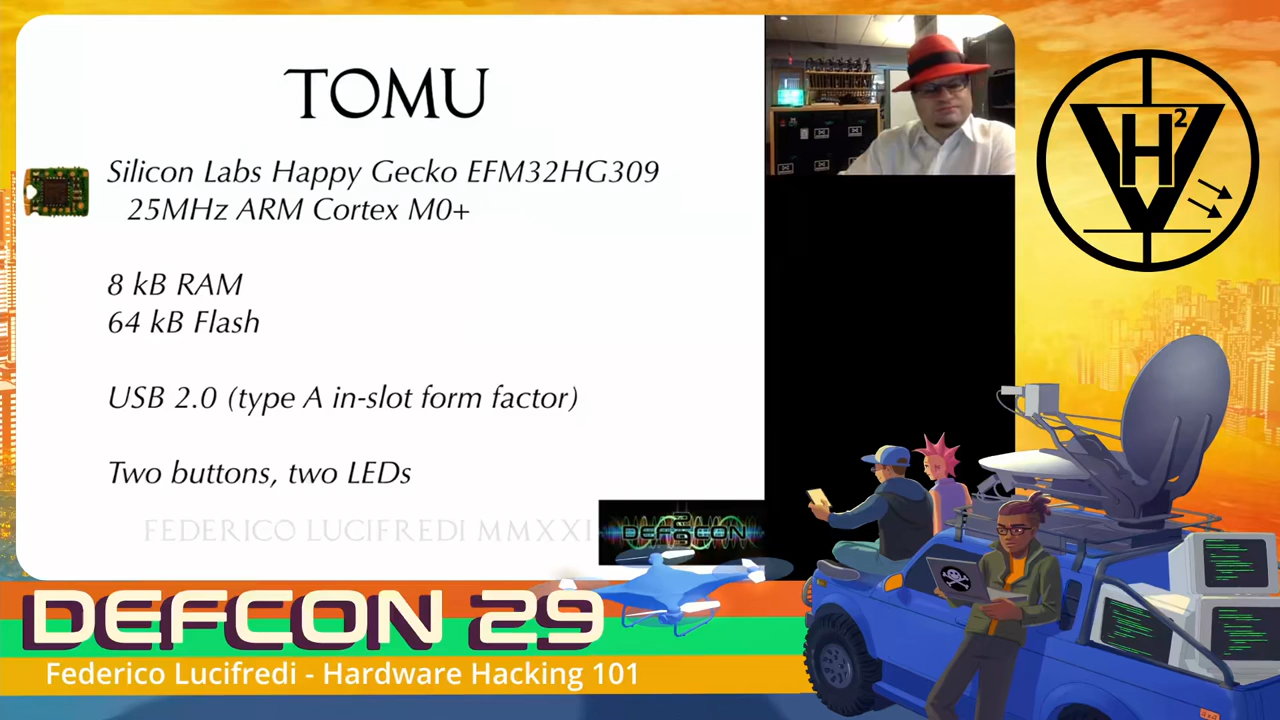 TOMU
Silicon Labs Happy Gecko EFM32HG309
25MHz ARM Cortex M0+
8 kB RAM
64 kB Flash
USB 2.0 (type A in-slot form factor)
Two buttons, two LEDs
FEDERICO LUCIFREDI MMXXI
DEFCON
H2
V
DEFCON 29
Federico Lucifredi - Hardware Hacking 101